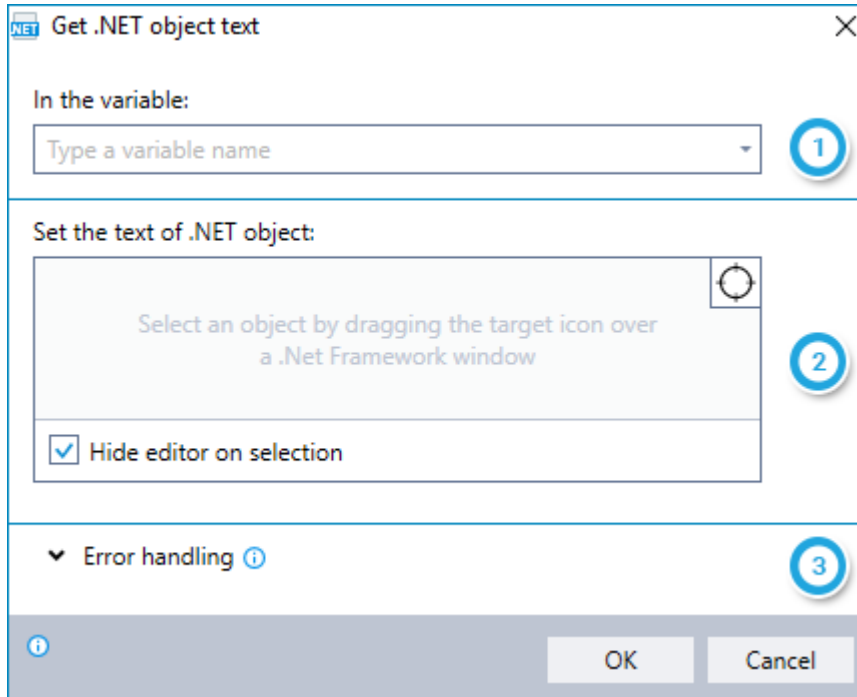 .NET Get .NET object text
In the variable:
Type a variable name
1
Set the text of .NET object:
Select an object by dragging the target icon over
a .Net Framework window
2
Hide editor on selection
Error handling
3
OK Cancel